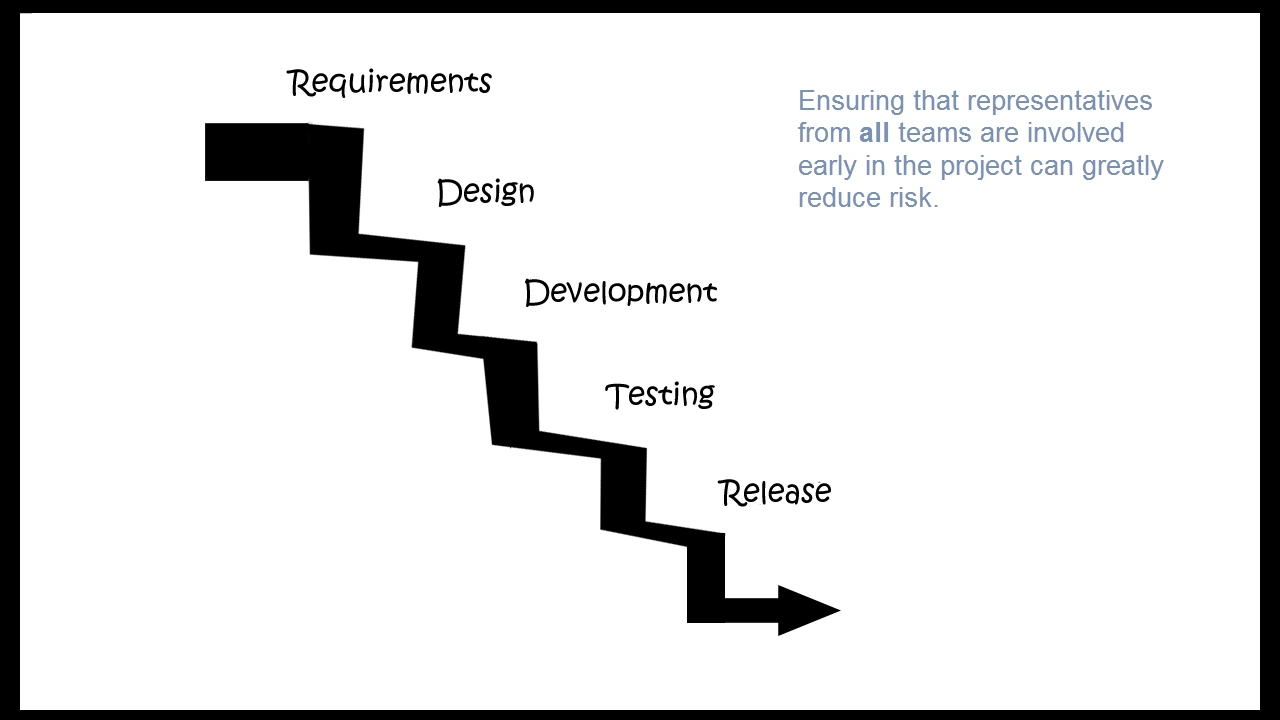 Requirements
Ensuring that representatives
from all teams are involved
early in the project can greatly
reduce risk.
Design
Development
Testing
Release